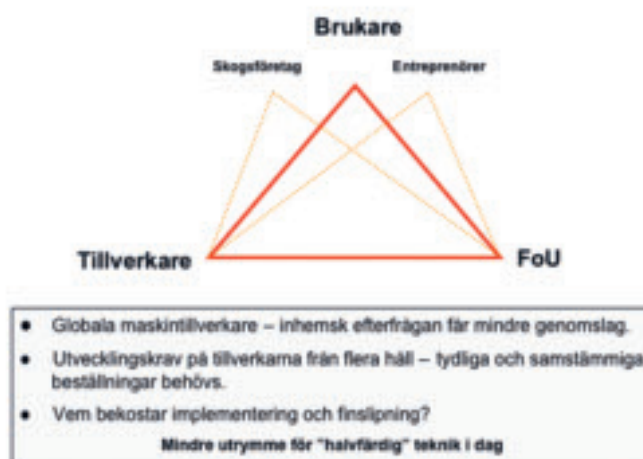 Brukare
Skogsföretag
Entreprenörer
Tillverkare
FoU
● Globala maskintillverkare – inhemsk efterfrågan får mindre genomslag.
● Utvecklingskrav på tillverkarna från flera håll – tydliga och samstämmiga
beställningar behövs.
● Vem bekostar implementering och finslipning?
Mindre utrymme för "halvfärdig" teknik i dag